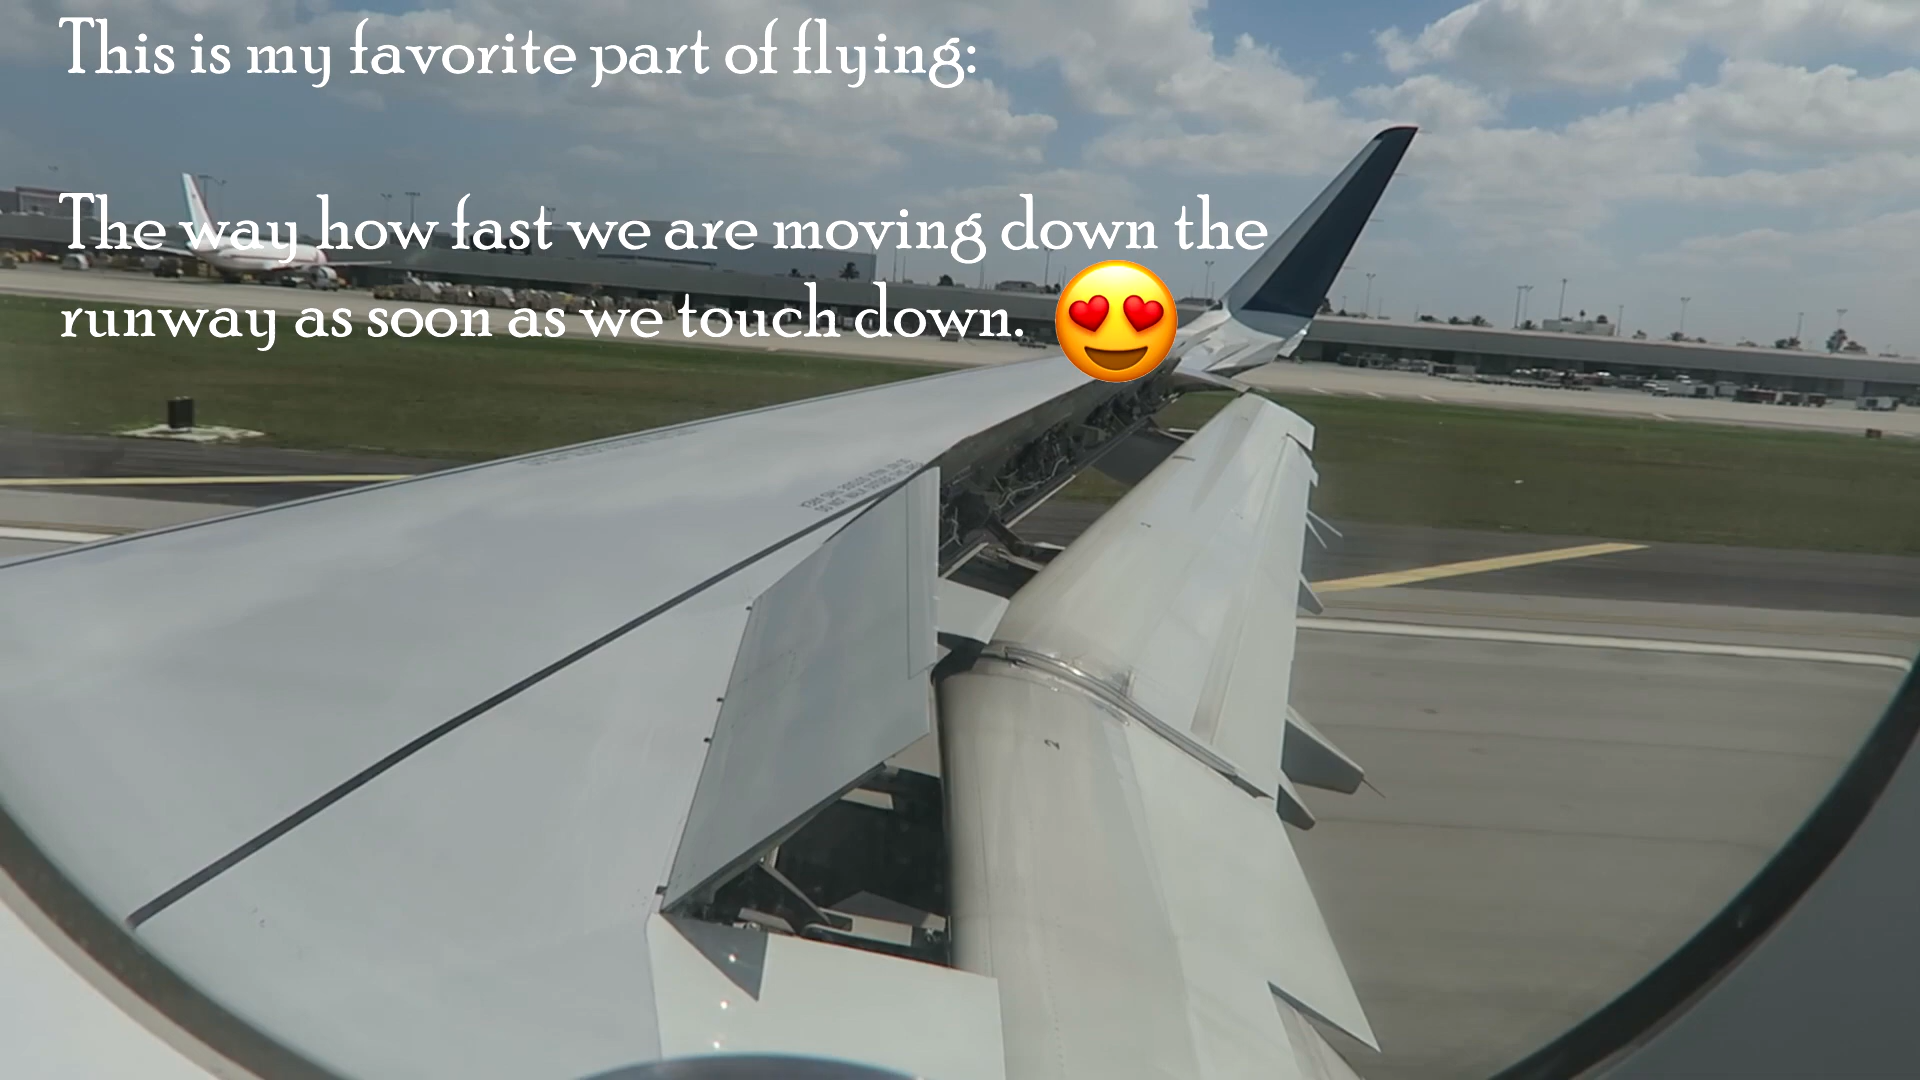 This is my favorite part of flying:
The way how fast we are moving down the
runway as soon as we touch down. 😍